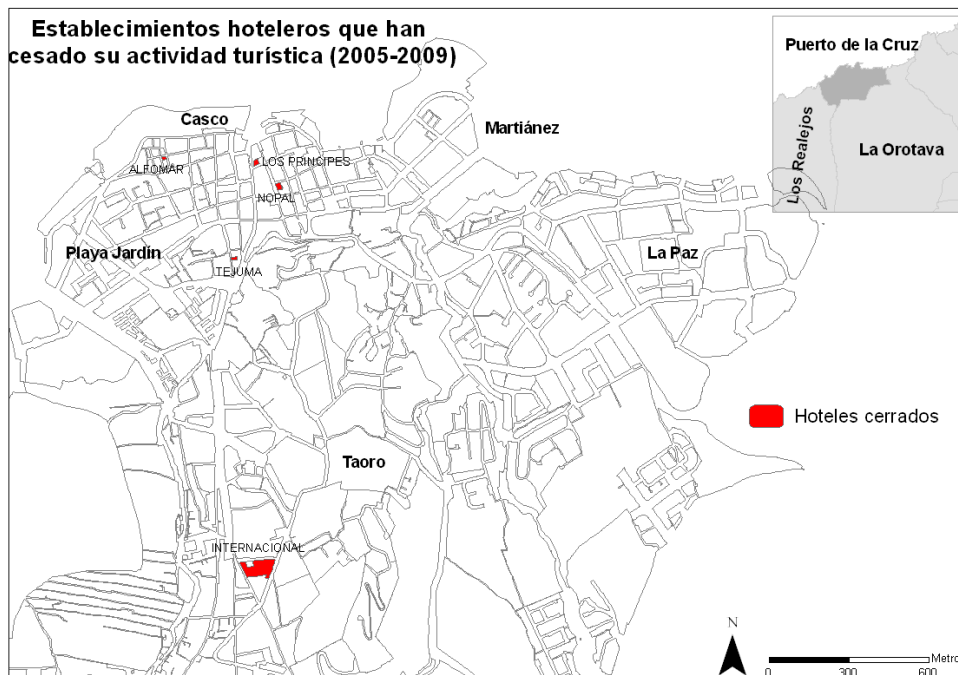 Establecimientos hoteleros que han
cesado su actividad turística (2005-2009)
Puerto de la Cruz
Los Realejos
La Orotava
Casco
Martiánez
ALFOMAR
LOS PRINCIPES
NOPAL
Playa Jardín
TEJUMA
La Paz
Hoteles cerrados
Taoro
INTERNACIONAL
N
0 300 600 Metro